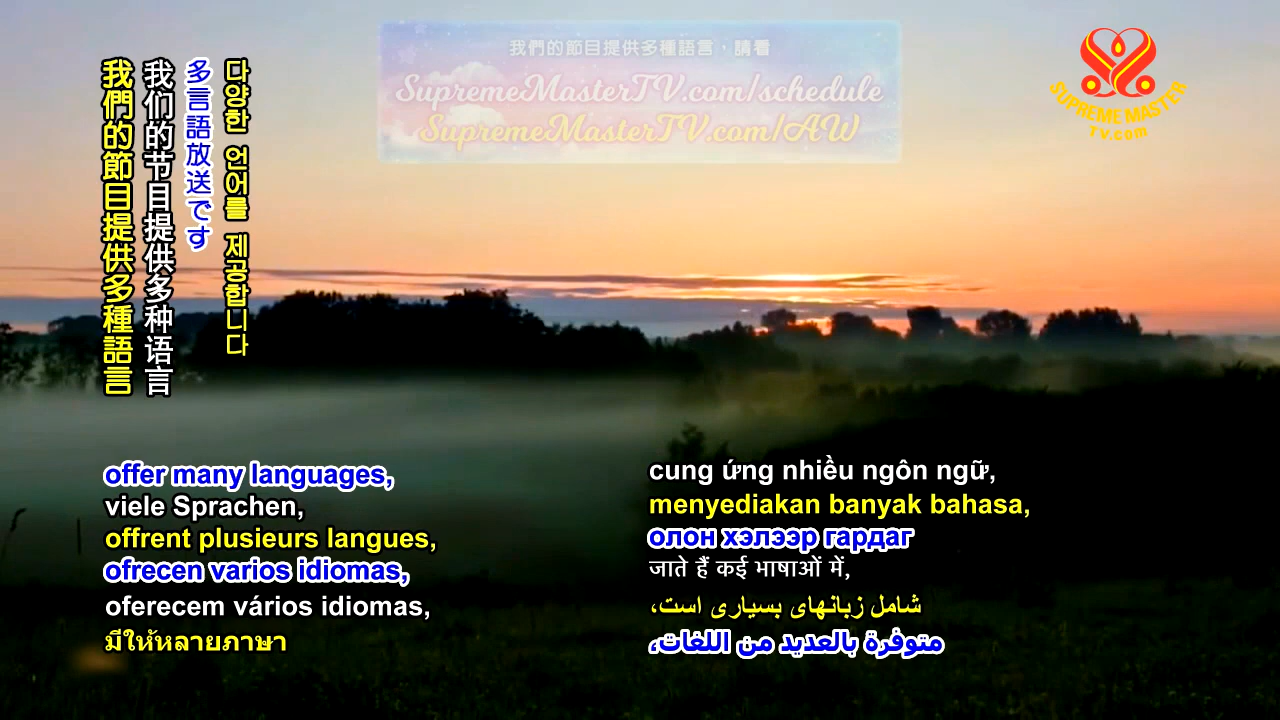 我們的節目提供多種語言，請看
SupremeMasterTV.com/schedule
SupremeMasterTV.com/AW
SUPREME MASTER
TV.com
我們的節目提供多種語言
我们的节目提供多种语言
多言語放送です
다양한 언어를 제공합니다
offer many languages,
viele Sprachen,
offrent plusieurs langues,
ofrecen varios idiomas,
oferecem vários idiomas,
มีให้หลายภาษา
cung ứng nhiều ngôn ngữ,
menyediakan banyak bahasa,
олон хэлээр гардаг
जाते हैं कई भाषाओं में,
شامل زبانهای بسیاری است،
متوفرة بالعديد من اللغات،